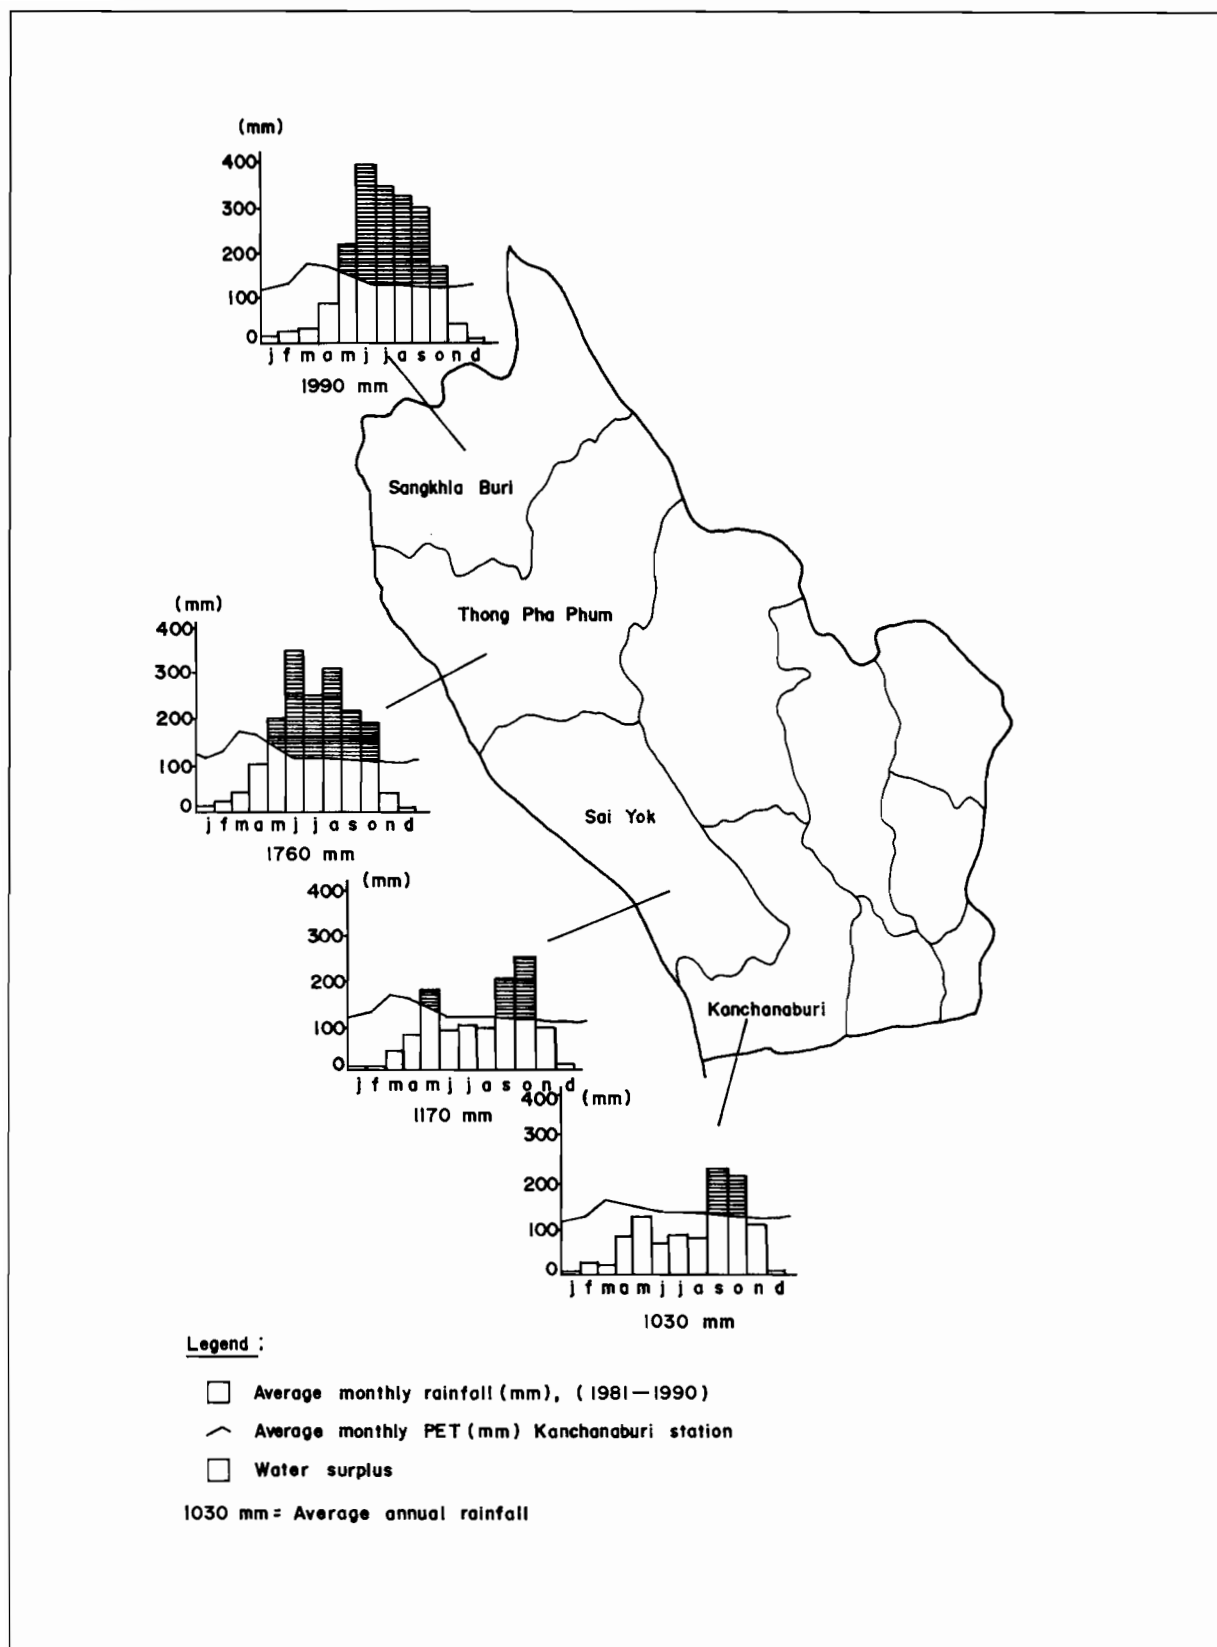 (mm)
400
300
200
100
0
j f m a m j j a s o n d
1990 mm
Sangkhla Buri
Thong Pha Phum
(mm)
400
300
200
100
0
j f m a m j j a s o n d
1760 mm
Sai Yok
(mm)
400
300
200
100
0
j f m a m j j a s o n d
1170 mm
Kanchanaburi
(mm)
400
300
200
100
0
j f m a m j j a s o n d
1030 mm
Legend :
Average monthly rainfall (mm), (1981—1990)
Average monthly PET (mm) Kanchanaburi station
Water surplus
1030 mm = Average annual rainfall